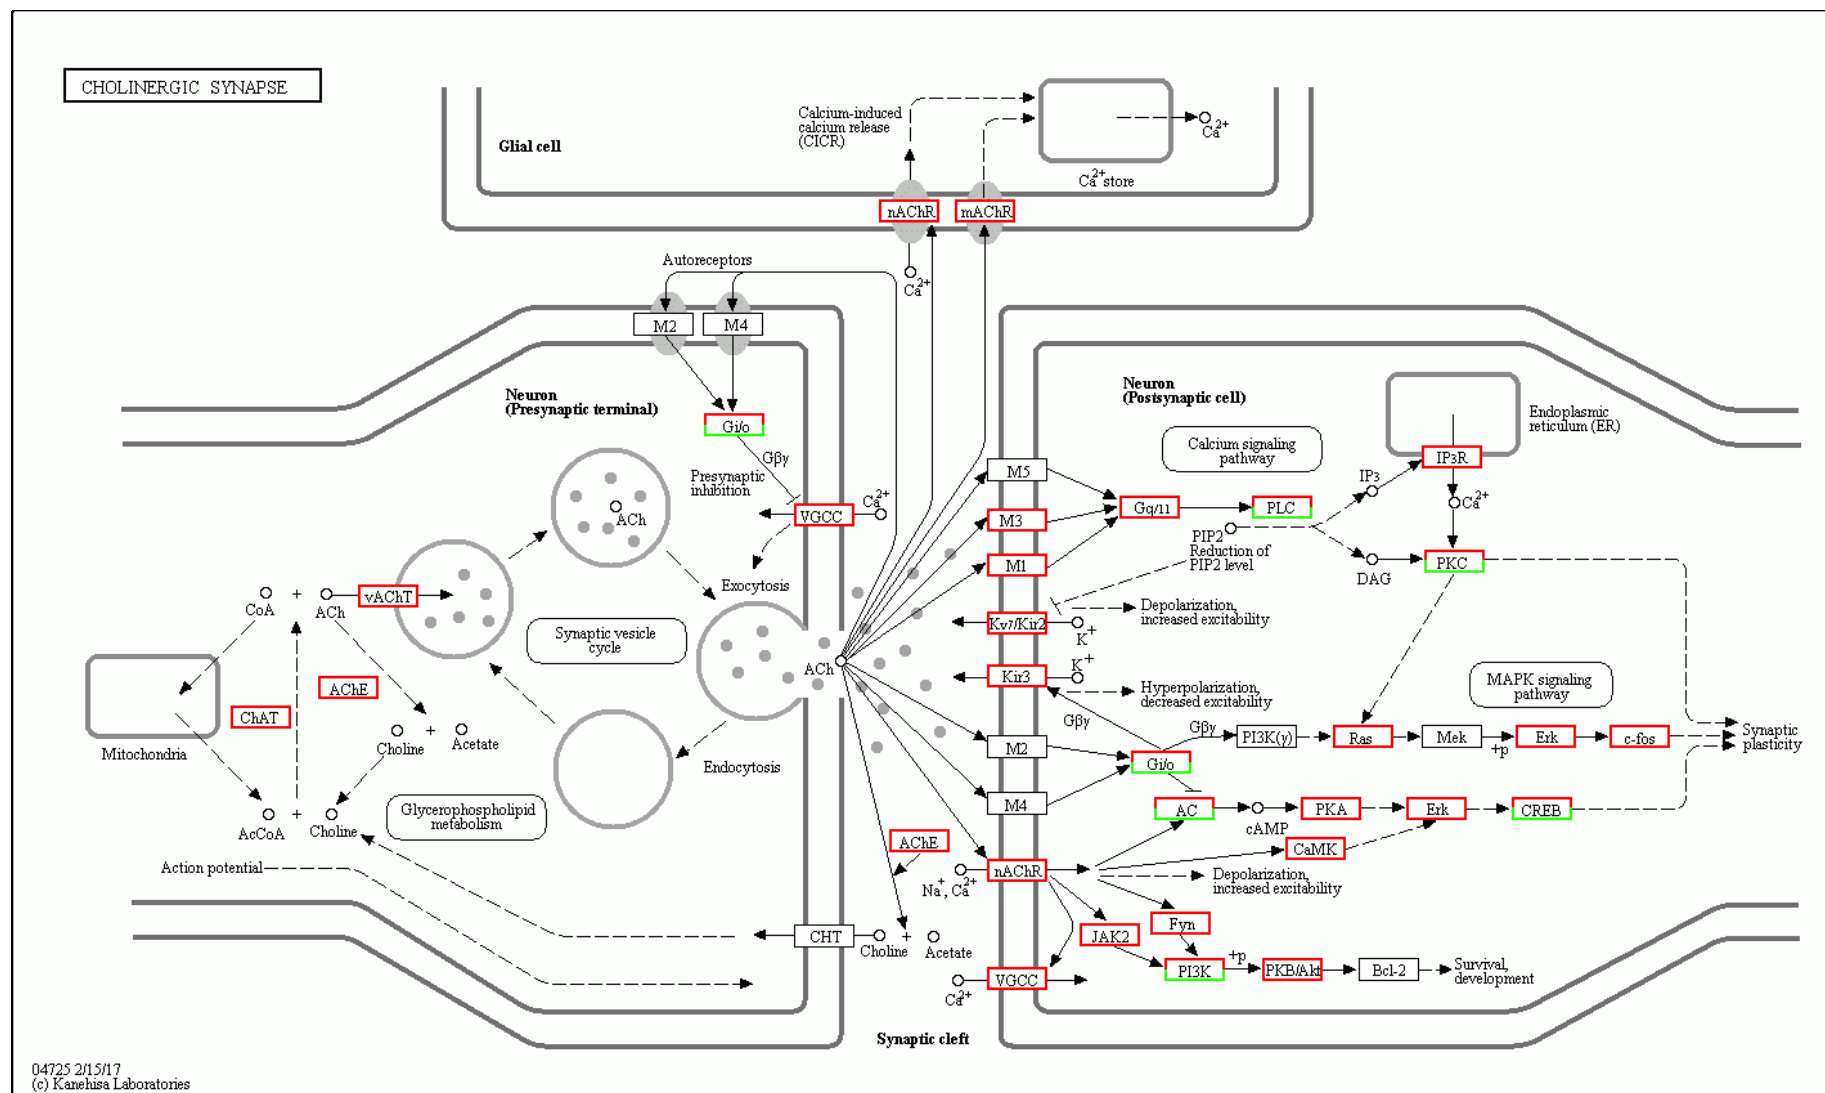 CHOLINERGIC SYNAPSE
Glial cell
Calcium-induced
calcium release
(CICR)
Ca2+
Ca2+ store
nAChR
mAChR
Autoreceptors
Ca2+
M2
M4
Neuron
(Presynaptic terminal)
Gi/o
Gβγ
Presynaptic
inhibition
VGCC
Ca2+
ACh
Exocytosis
CoA
+
ACh
vAChT
Synaptic vesicle
cycle
ACh
AChE
ChAT
Mitochondria
Choline
+
Acetate
Endocytosis
Glycerophospholipid
metabolism
AcCoA
+
Choline
Action potential
CHT
Choline
+
Acetate
AChE
Na+, Ca2+
Ca2+
Synaptic cleft
Neuron
(Postsynaptic cell)
Endoplasmic
reticulum (ER)
Calcium signaling
pathway
IP3R
IP3
Ca2+
M5
M3
M1
Gq/11
PLC
PIP2
Reduction of
PIP2 level
DAG
PKC
Kv7/Kir2
K+
Depolarization,
increased excitability
Kir3
K+
Hyperpolarization,
decreased excitability
Gβγ
MAPK signaling
pathway
M2
Gi/o
Gβγ
PI3K(γ)
Ras
Mek
+p
Erk
c-fos
Synaptic
plasticity
M4
AC
cAMP
PKA
Erk
CREB
CaMK
nAChR
Depolarization,
increased excitability
Fyn
JAK2
PI3K
+p
PKB/Akt
Bcl-2
Survival,
development
VGCC
04725 2/15/17
(c) Kanehisa Laboratories